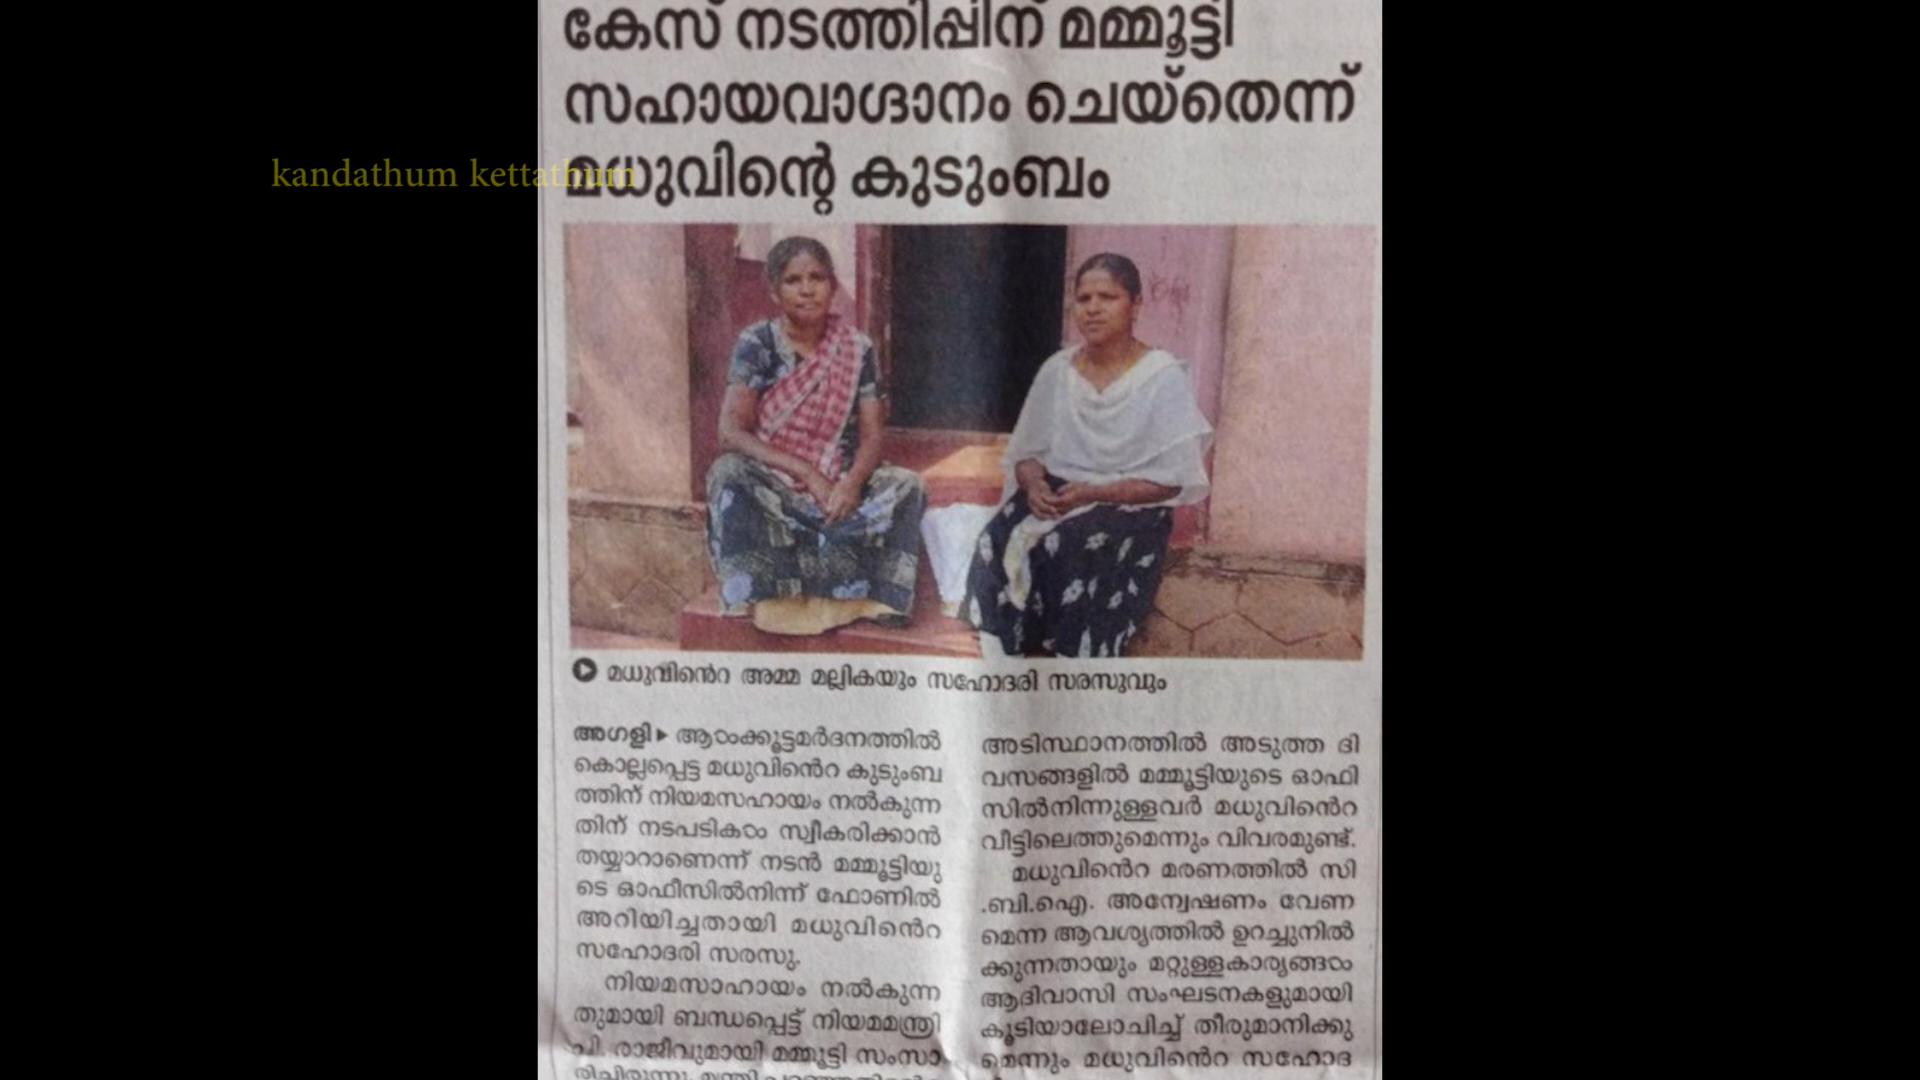 കേസ് നടത്തിപ്പിന് മമ്മൂട്ടി
സഹായവാഗ്ദാനം ചെയ്തെന്ന്
മധുവിന്റെ കുടുംബം
kandathum kettathum
മധുവിൻെറ അമ്മ മല്ലികയും സഹോദരി സരസുവും
അഗളി ▸ ആൾക്കൂട്ടമർദനത്തിൽ
കൊല്ലപ്പെട്ട മധുവിൻെറ കുടുംബ
ത്തിന് നിയമസഹായം നൽകുന്ന
തിന് നടപടികൾ സ്വീകരിക്കാൻ
തയ്യാറാണെന്ന് നടൻ മമ്മൂട്ടിയു
ടെ ഓഫീസിൽനിന്ന് ഫോണിൽ
അറിയിച്ചതായി മധുവിൻെറ
സഹോദരി സരസു.
നിയമസാഹായം നൽകുന്ന
തുമായി ബന്ധപ്പെട്ട് നിയമമന്ത്രി
പി. രാജീവുമായി മമ്മൂട്ടി സംസാ
രിച്ചിരുന്നു.
അടിസ്ഥാനത്തിൽ അടുത്ത ദി
വസങ്ങളിൽ മമ്മൂട്ടിയുടെ ഓഫി
സിൽനിന്നുള്ളവർ മധുവിൻെറ
വീട്ടിലെത്തുമെന്നും വിവരമുണ്ട്.
മധുവിൻെറ മരണത്തിൽ സി
.ബി.ഐ. അന്വേഷണം വേണ
മെന്ന ആവശ്യത്തിൽ ഉറച്ചുനിൽ
ക്കുന്നതായും മറ്റുള്ളകാര്യങ്ങൾ
ആദിവാസി സംഘടനകളുമായി
കൂടിയാലോചിച്ച് തീരുമാനിക്കു
മെന്നും മധുവിൻെറ സഹോദ